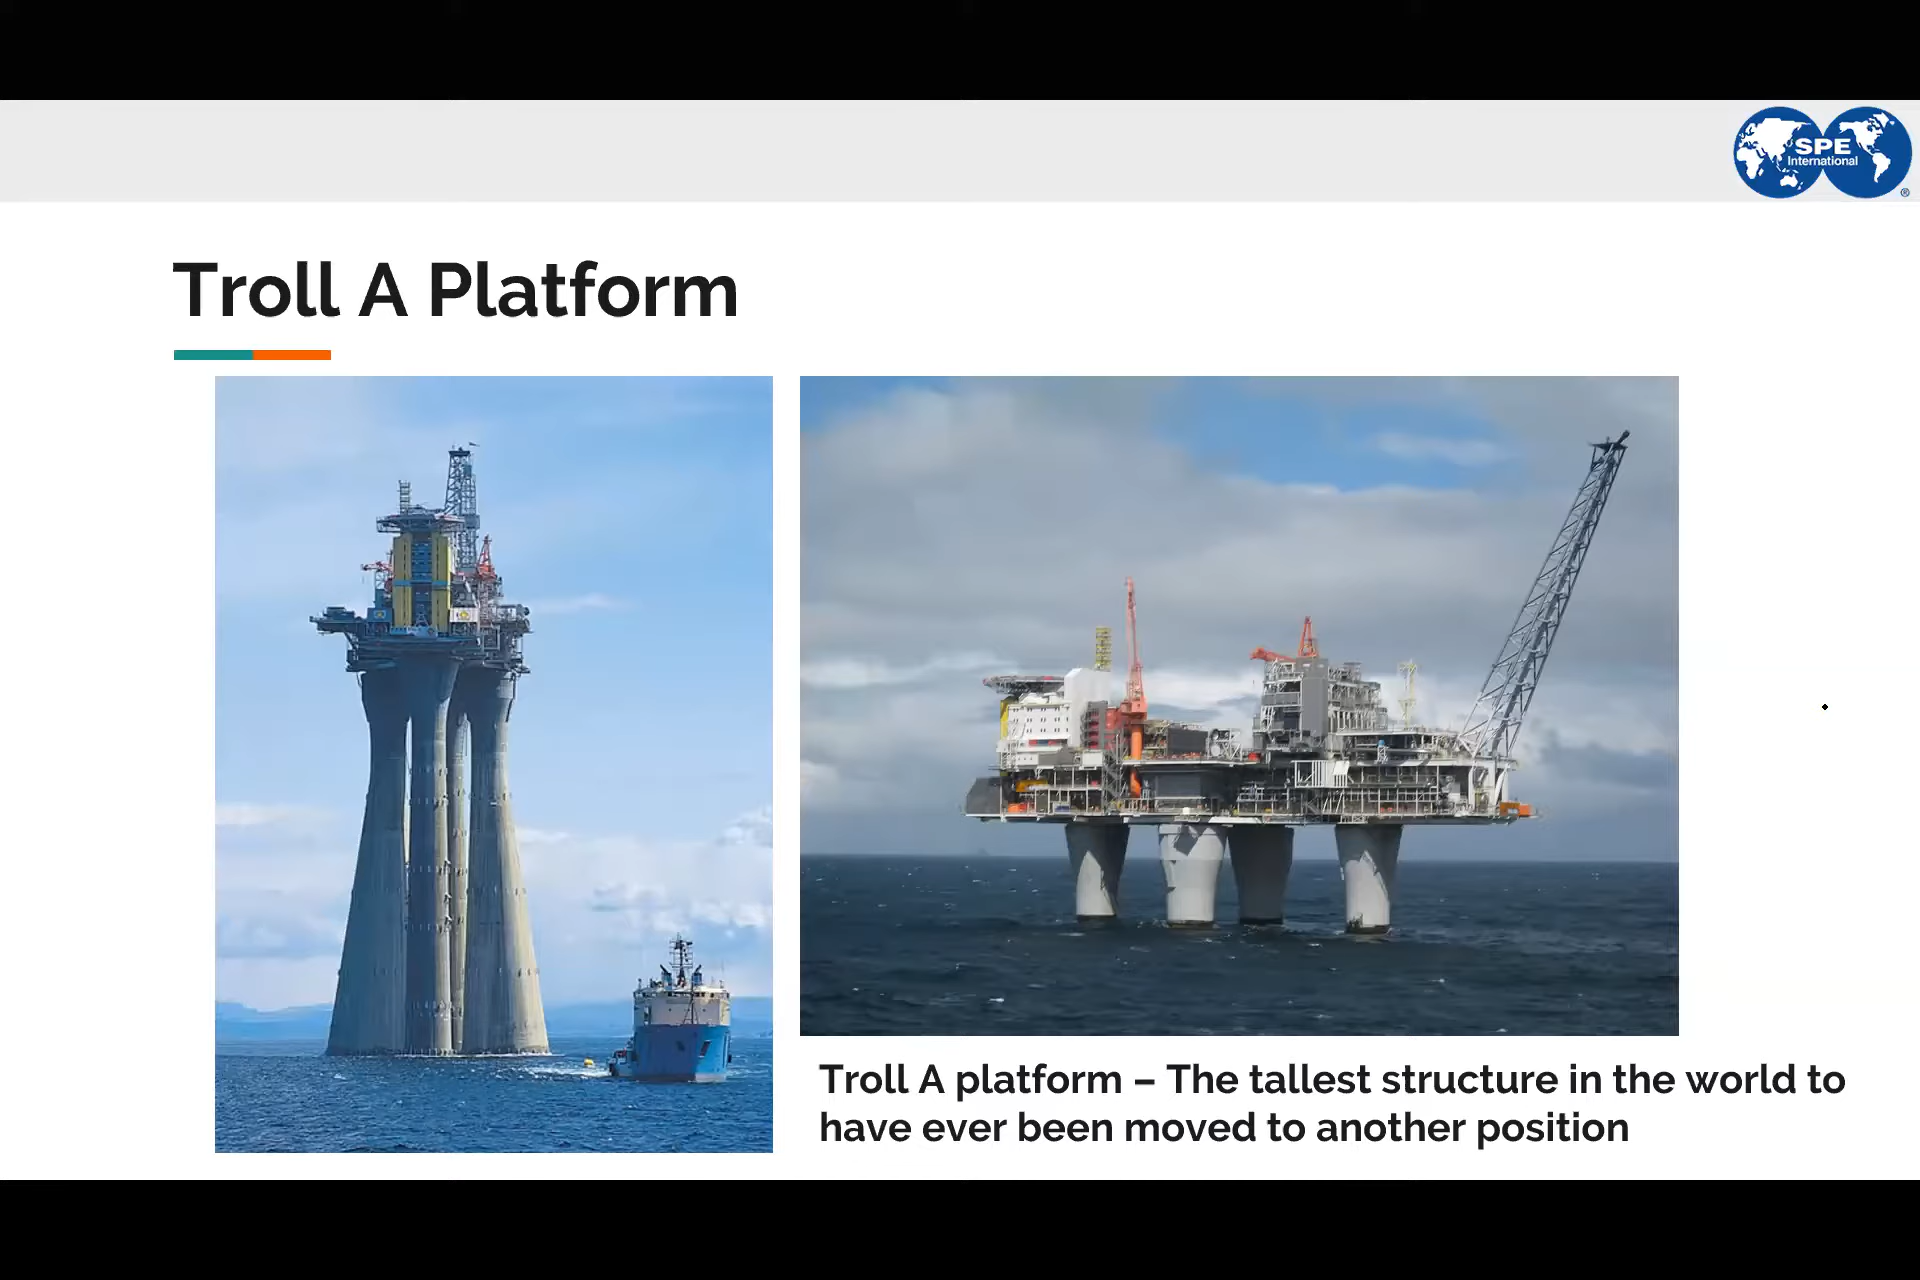 SPE
International
®
Troll A Platform
Troll A platform – The tallest structure in the world to
have ever been moved to another position